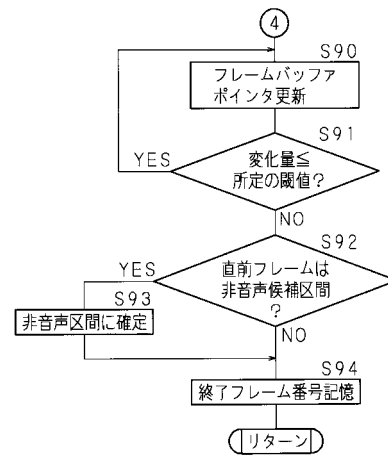 4
S90
フレームバッファ
ポインタ更新
S91
YES
変化量≦
所定の閾値?
NO
S92
YES
直前フレームは
非音声候補区間
?
S93
非音声区間に確定
NO
S94
終了フレーム番号記憶
リターン